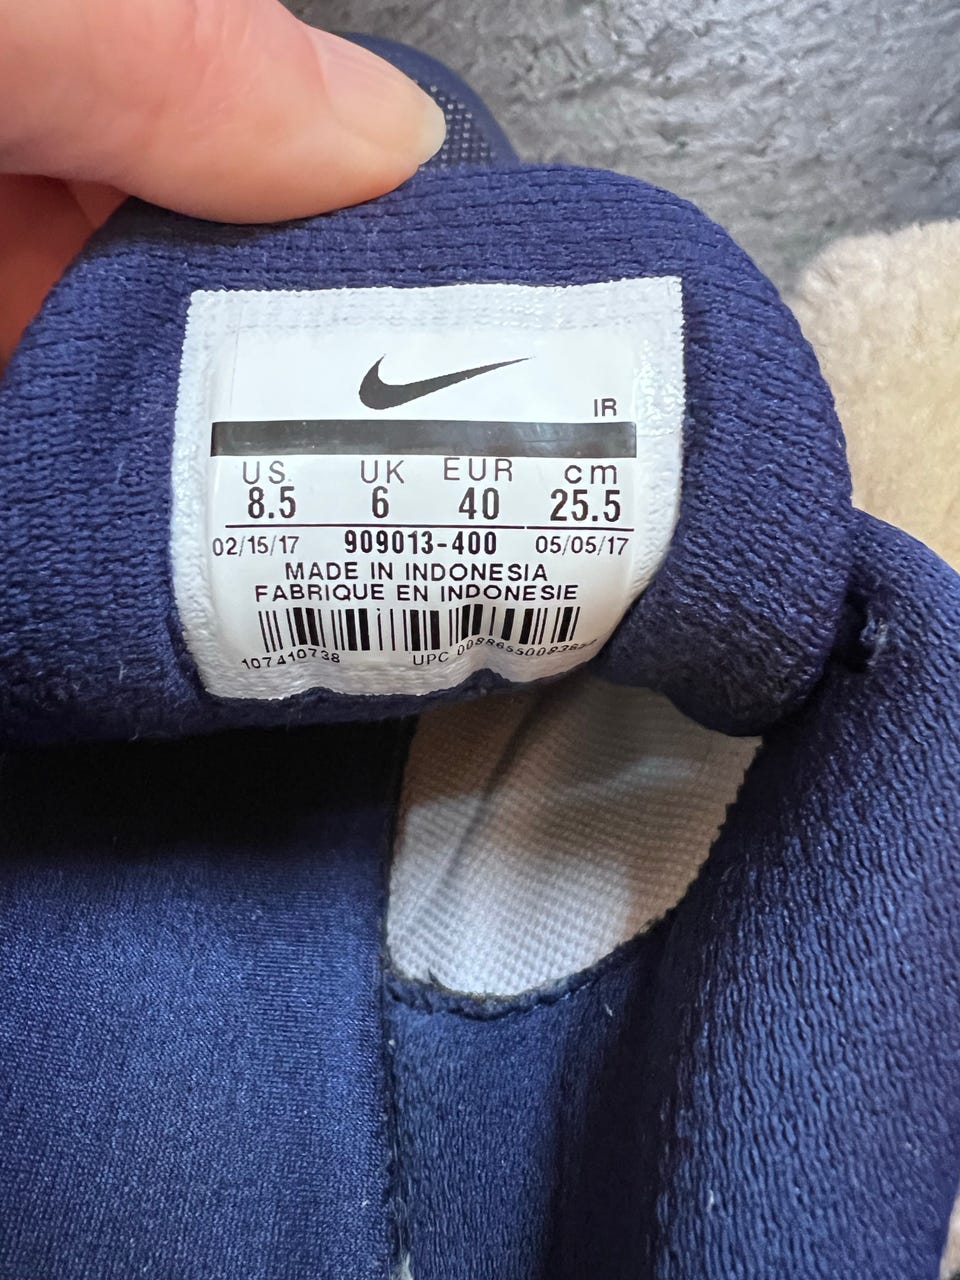 IR
US UK EUR cm
8.5 6 40 25.5
02/15/17 909013-400 05/05/17
MADE IN INDONESIA
FABRIQUE EN INDONESIE
107410738 UPC